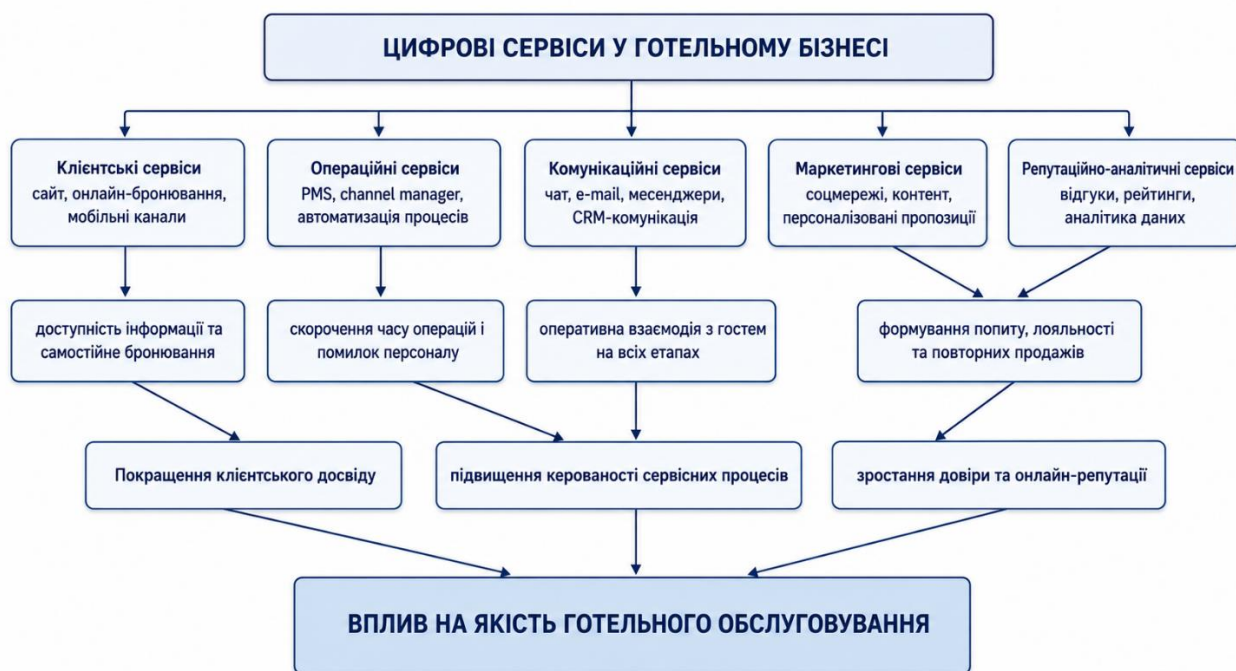 ЦИФРОВІ СЕРВІСИ У ГОТЕЛЬНОМУ БІЗНЕСІ
Клієнтські сервіси
сайт, онлайн-бронювання,
мобільні канали
Операційні сервіси
PMS, channel manager,
автоматизація процесів
Комунікаційні сервіси
чат, e-mail, месенджери,
CRM-комунікація
Маркетингові сервіси
соцмережі, контент,
персоналізовані пропозиції
Репутаційно-аналітичні сервіси
відгуки, рейтинги,
аналітика даних
доступність інформації та
самостійне бронювання
скорочення часу операцій і
помилок персоналу
оперативна взаємодія з гостем
на всіх етапах
формування попиту, лояльності
та повторних продажів
Покращення клієнтського досвіду
підвищення керованості сервісних процесів
зростання довіри та онлайн-репутації
ВПЛИВ НА ЯКІСТЬ ГОТЕЛЬНОГО ОБСЛУГОВУВАННЯ